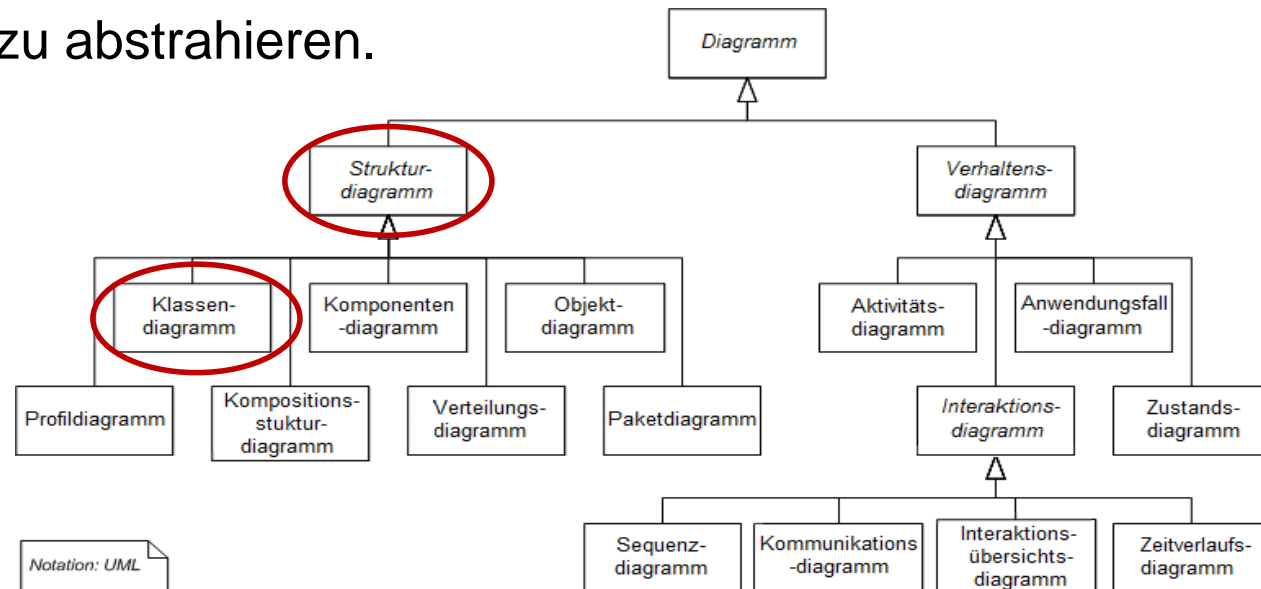 zu abstrahieren.
Diagramm
Struktur-
diagramm
Verhaltens-
diagramm
Klassen-
diagramm
Komponenten
-diagramm
Objekt-
diagramm
Aktivitäts-
diagramm
Anwendungsfall
-diagramm
Profildiagramm
Kompositions-
stuktur-
diagramm
Verteilungs-
diagramm
Paketdiagramm
Interaktions-
diagramm
Zustands-
diagramm
Notation: UML
Sequenz-
diagramm
Kommunikations
-diagramm
Interaktions-
übersichts-
diagramm
Zeitverlaufs-
diagramm